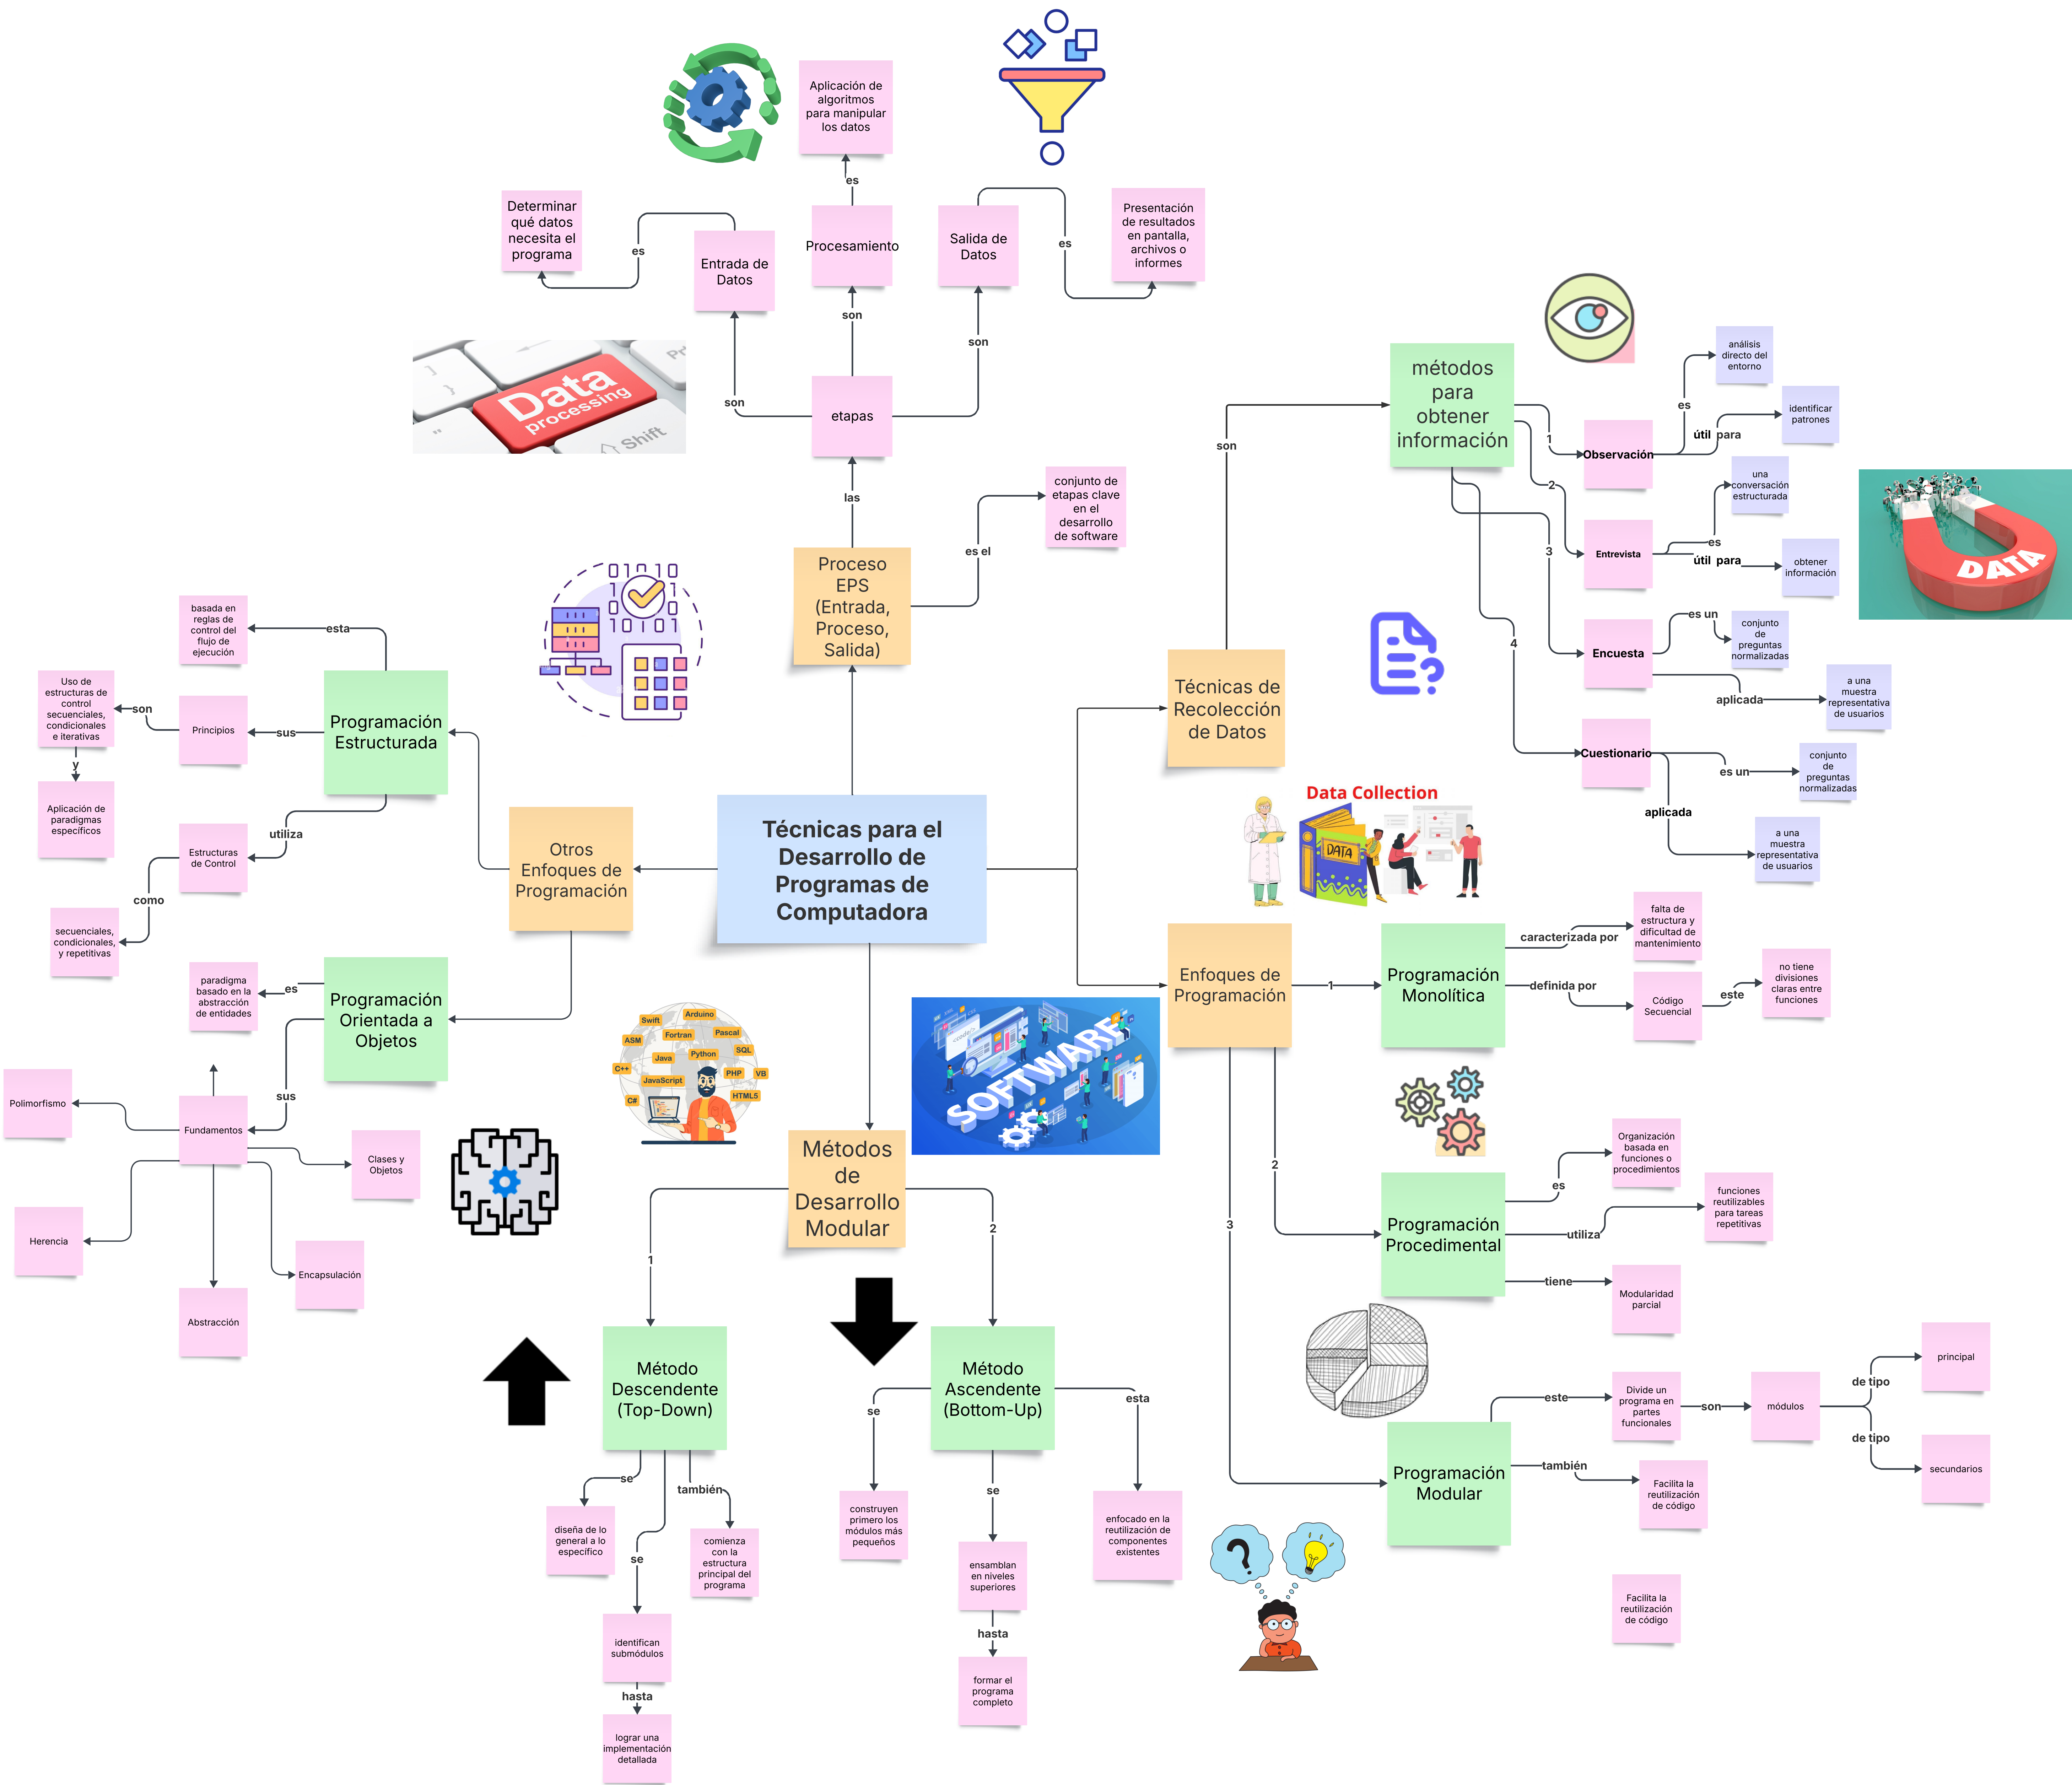 Aplicación de
algoritmos
para manipular
los datos
es
Determinar
qué datos
necesita el
programa
es
Entrada de
Datos
Procesamiento
Salida de
Datos
es
Presentación
de resultados
en pantalla,
archivos o
informes
son
son
son
etapas
Data
processing
Shift
las
conjunto de
etapas clave
en el
desarrollo
de software
es el
Proceso
EPS
(Entrada,
Proceso,
Salida)
son
métodos
para
obtener
información
1
2
3
4
Observación
es
análisis
directo del
entorno
útil para
identificar
patrones
Entrevista
es
una
conversación
estructurada
útil para
obtener
información
Encuesta
es un
conjunto
de
preguntas
normalizadas
aplicada
a una
muestra
representativa
de usuarios
Cuestionario
es un
conjunto
de
preguntas
normalizadas
aplicada
a una
muestra
representativa
de usuarios
DATA
Técnicas de
Recolección
de Datos
Data Collection
DATA
basada en
reglas de
control del
flujo de
ejecución
esta
Programación
Estructurada
sus
Principios
son
Uso de
estructuras de
control
secuenciales,
condicionales
e iterativas
y
Aplicación de
paradigmas
específicos
utiliza
Estructuras
de Control
como
secuenciales,
condicionales,
y repetitivas
Otros
Enfoques de
Programación
Técnicas para el
Desarrollo de
Programas de
Computadora
Programación
Orientada a
Objetos
es
paradigma
basado en la
abstracción
de entidades
sus
Fundamentos
Polimorfismo
Clases y
Objetos
Herencia
Encapsulación
Abstracción
Swift
Arduino
ASM
Fortran
Pascal
Java
Python
SQL
C++
JavaScript
PHP
VB
C#
HTML5
SOFTWARE
Enfoques de
Programación
1
2
3
Programación
Monolítica
caracterizada por
falta de
estructura y
dificultad de
mantenimiento
definida por
Código
Secuencial
este
no tiene
divisiones
claras entre
funciones
Programación
Procedimental
es
Organización
basada en
funciones o
procedimientos
utiliza
funciones
reutilizables
para tareas
repetitivas
tiene
Modularidad
parcial
Programación
Modular
este
Divide un
programa en
partes
funcionales
son
módulos
de tipo
principal
de tipo
secundarios
también
Facilita la
reutilización
de código
Facilita la
reutilización
de código
Métodos
de
Desarrollo
Modular
1
2
Método
Descendente
(Top-Down)
se
diseña de lo
general a lo
específico
se
identifican
submódulos
hasta
lograr una
implementación
detallada
también
comienza
con la
estructura
principal del
programa
Método
Ascendente
(Bottom-Up)
se
construyen
primero los
módulos más
pequeños
se
ensamblan
en niveles
superiores
hasta
formar el
programa
completo
esta
enfocado en la
reutilización de
componentes
existentes